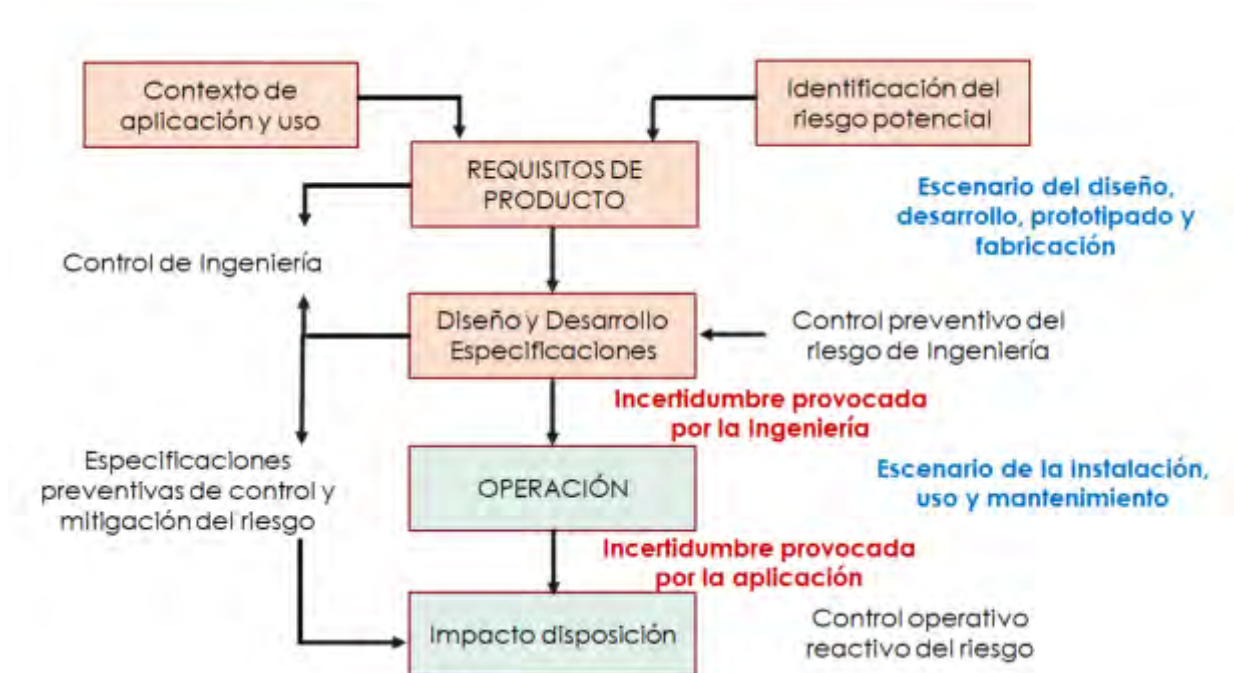 Contexto de
aplicación y uso
Identificación del
riesgo potencial
REQUISITOS DE
PRODUCTO
Escenario del diseño,
desarrollo, prototipado y
fabricación
Control de Ingeniería
Diseño y Desarrollo
Especificaciones
Control preventivo del
riesgo de Ingeniería
Incertidumbre provocada
por la Ingeniería
Especificaciones
preventivas de control y
mitigación del riesgo
OPERACIÓN
Escenario de la instalación,
uso y mantenimiento
Incertidumbre provocada
por la aplicación
Impacto disposición
Control operativo
reactivo del riesgo